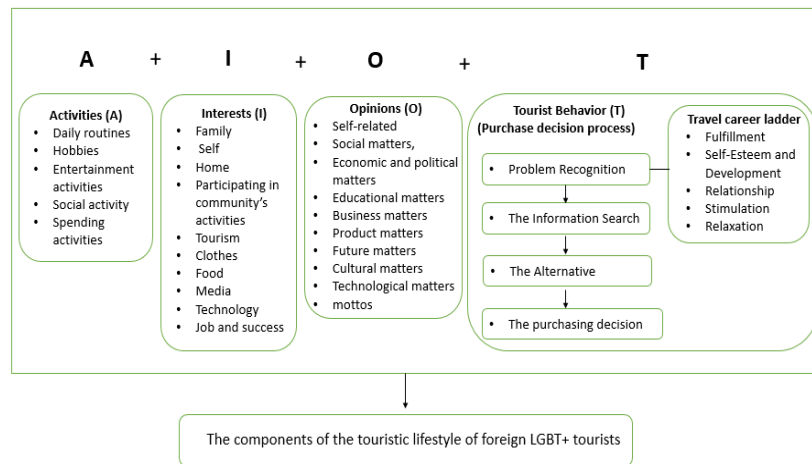 A + I + O + T
Activities (A)
• Daily routines
• Hobbies
• Entertainment
activities
• Social activity
• Spending
activities
Interests (I)
• Family
• Self
• Home
• Participating in
community's
activities
• Tourism
• Clothes
• Food
• Media
• Technology
• Job and success
Opinions (O)
• Self-related
• Social matters,
• Economic and political
matters
• Educational matters
• Business matters
• Product matters
• Future matters
• Cultural matters
• Technological matters
• mottos
Tourist Behavior (T)
(Purchase decision process)
• Problem Recognition
• The Information Search
• The Alternative
• The purchasing decision
Travel career ladder
• Fulfillment
• Self-Esteem and
Development
• Relationship
• Stimulation
• Relaxation
The components of the touristic lifestyle of foreign LGBT+ tourists